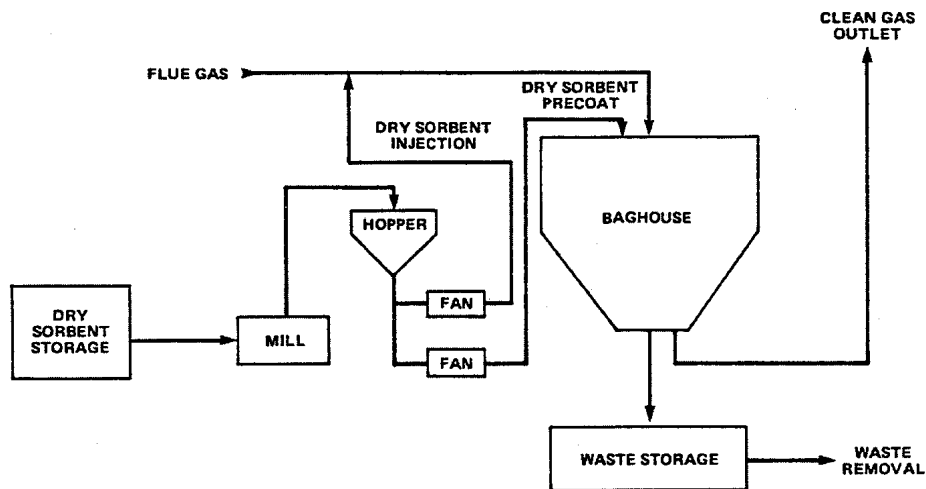 CLEAN GAS
OUTLET
FLUE GAS
DRY SORBENT
PRECOAT
DRY SORBENT
INJECTION
HOPPER
BAGHOUSE
DRY
SORBENT
STORAGE
MILL
FAN
FAN
WASTE STORAGE
WASTE
REMOVAL